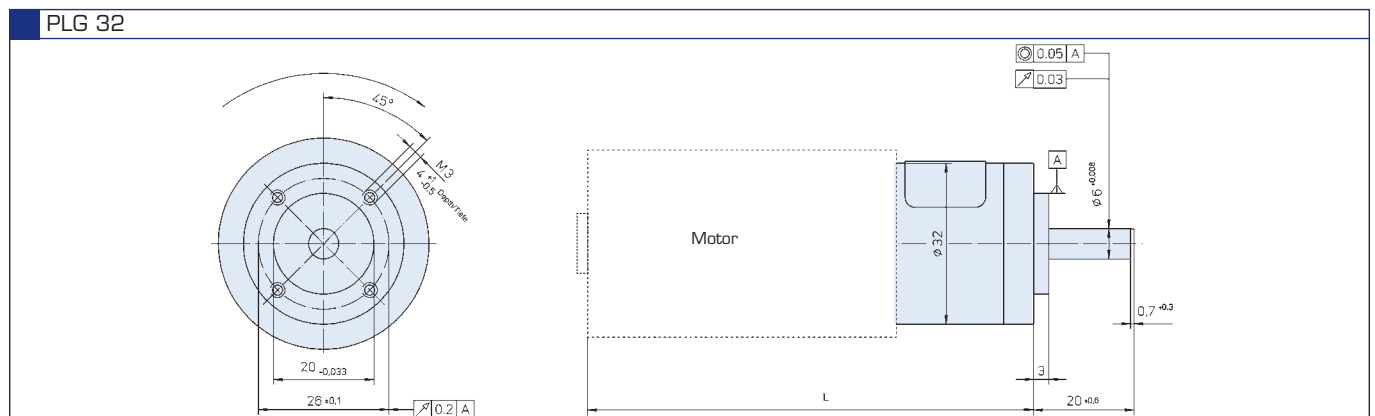 PLG 32
0.05 A
0.03
45°
M3
4 +1 -0.5 Depth/Tiefe
A
ø 6 +0.008
Motor
ø 32
0,7 +0.3
20 -0,033
3
L
26 ±0,1
0.2 A
20 ±0,6